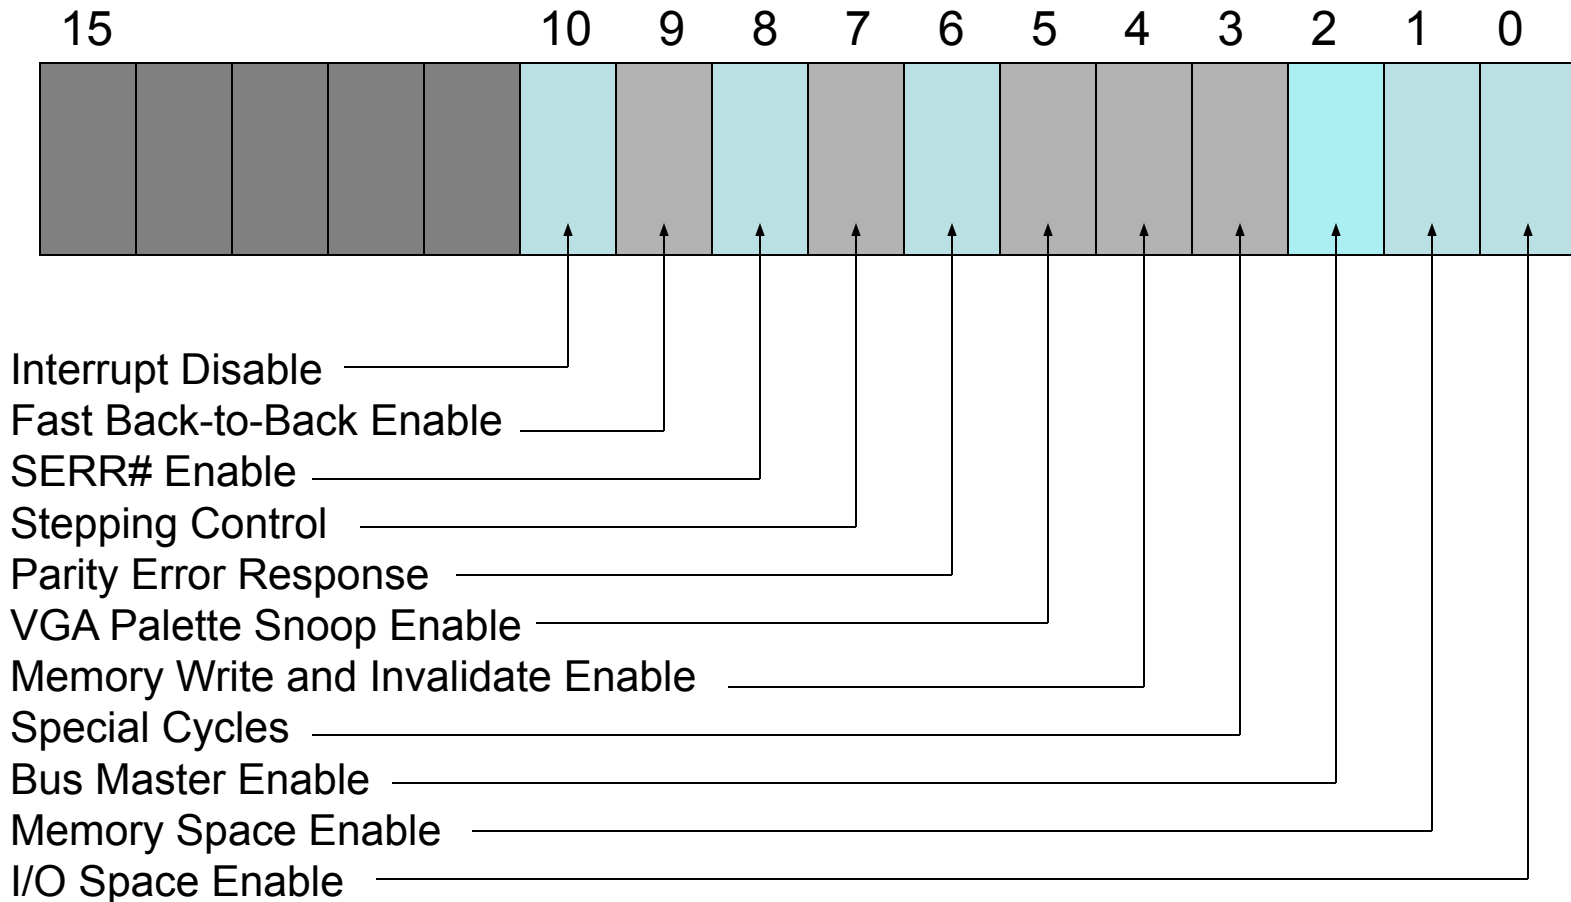 15 10 9 8 7 6 5 4 3 2 1 0
Interrupt Disable
Fast Back-to-Back Enable
SERR# Enable
Stepping Control
Parity Error Response
VGA Palette Snoop Enable
Memory Write and Invalidate Enable
Special Cycles
Bus Master Enable
Memory Space Enable
I/O Space Enable